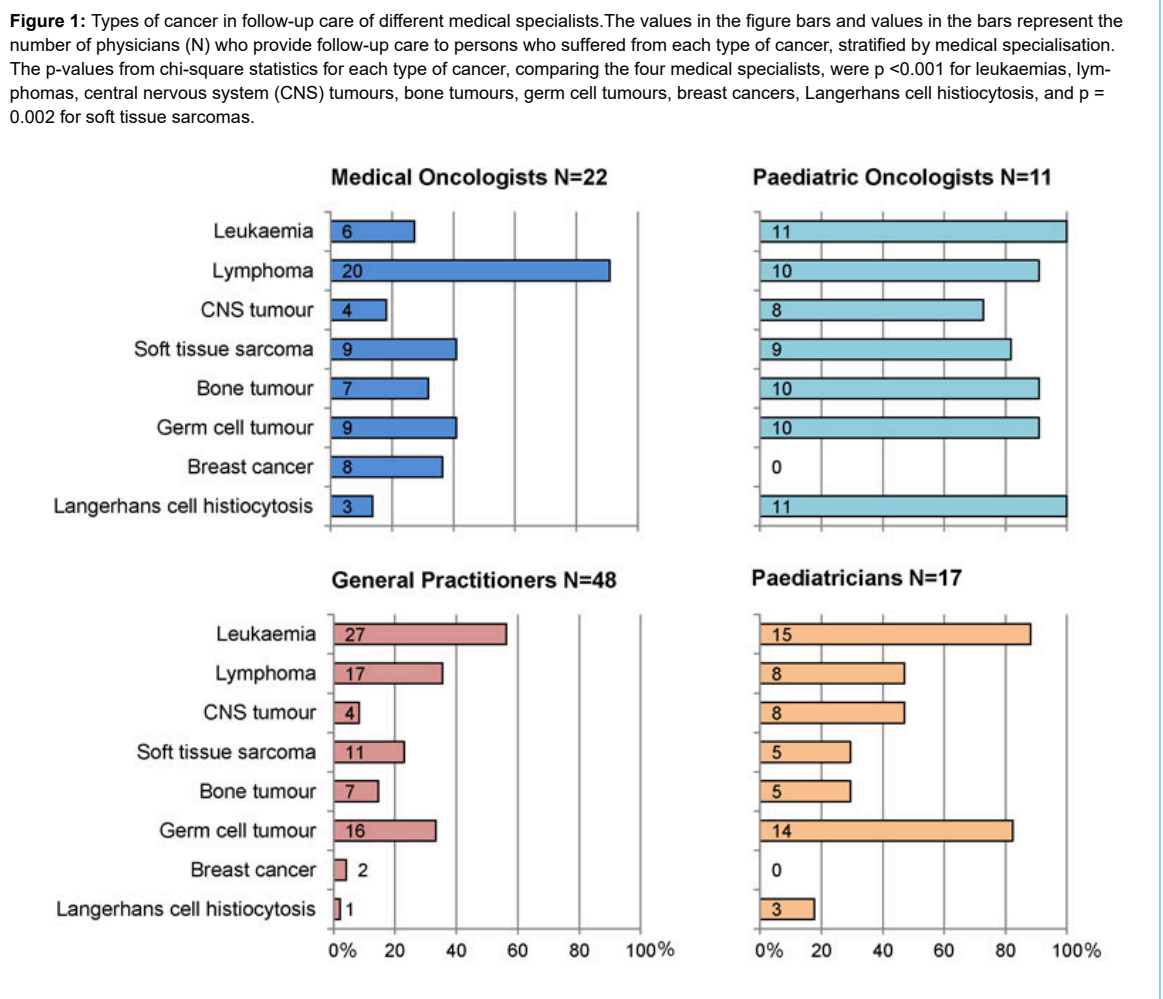 Figure 1: Types of cancer in follow-up care of different medical specialists.The values in the figure bars and values in the bars represent the
number of physicians (N) who provide follow-up care to persons who suffered from each type of cancer, stratified by medical specialisation.
The p-values from chi-square statistics for each type of cancer, comparing the four medical specialists, were p <0.001 for leukaemias, lym-
phomas, central nervous system (CNS) tumours, bone tumours, germ cell tumours, breast cancers, Langerhans cell histiocytosis, and p =
0.002 for soft tissue sarcomas.
Medical Oncologists N=22
Leukaemia 6
Lymphoma 20
CNS tumour 4
Soft tissue sarcoma 9
Bone tumour 7
Germ cell tumour 9
Breast cancer 8
Langerhans cell histiocytosis 3
Paediatric Oncologists N=11
11
10
8
9
10
10
0
11
General Practitioners N=48
Leukaemia 27
Lymphoma 17
CNS tumour 4
Soft tissue sarcoma 11
Bone tumour 7
Germ cell tumour 16
Breast cancer 2
Langerhans cell histiocytosis 1
0% 20 40 60 80 100%
Paediatricians N=17
15
8
8
5
5
14
0
3
0% 20 40 60 80 100%